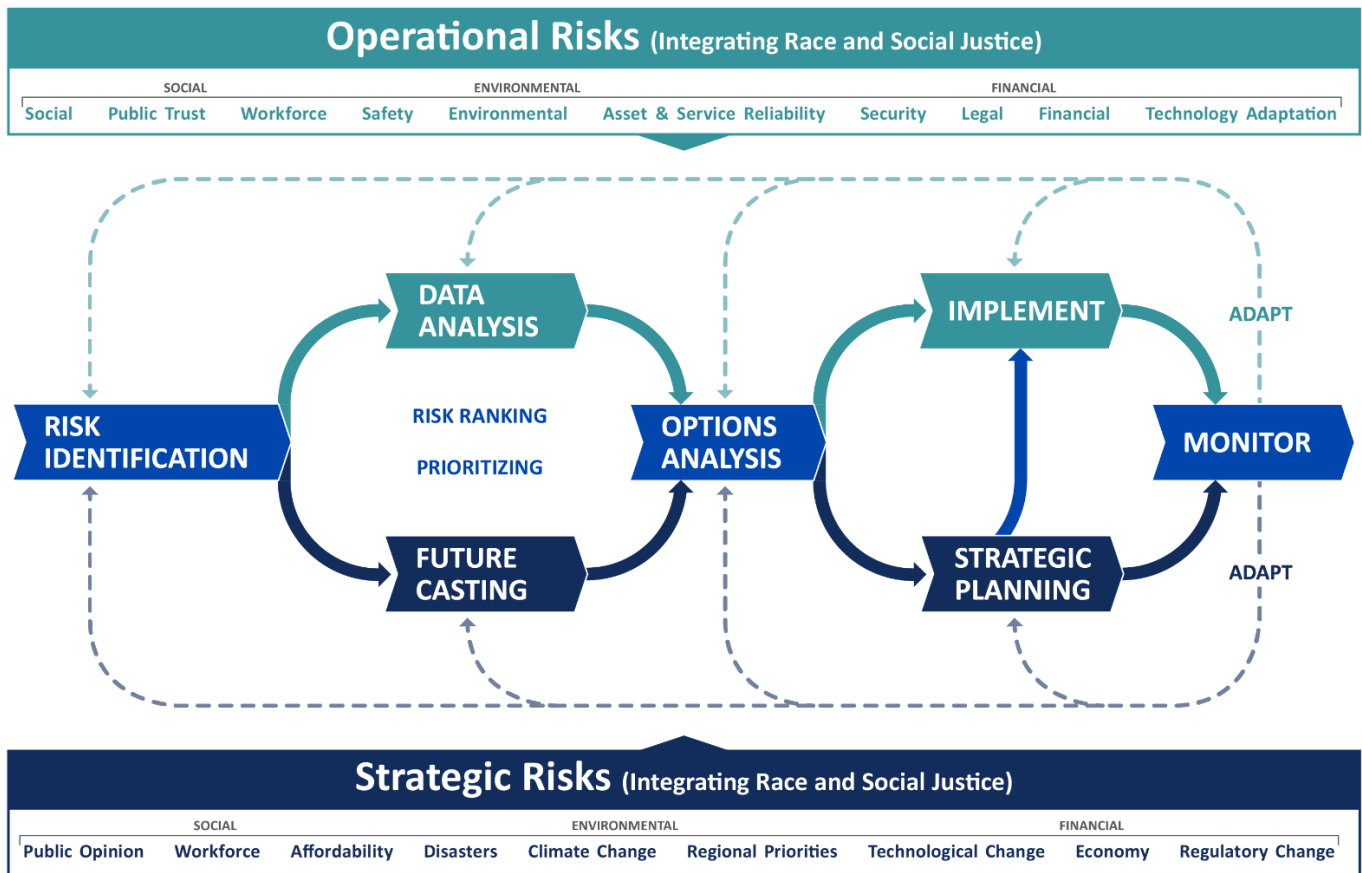 Operational Risks (Integrating Race and Social Justice)
SOCIAL ENVIRONMENTAL FINANCIAL
Social Public Trust Workforce Safety Environmental Asset & Service Reliability Security Legal Financial Technology Adaptation
DATA
ANALYSIS
IMPLEMENT
ADAPT
RISK
IDENTIFICATION
RISK RANKING
PRIORITIZING
OPTIONS
ANALYSIS
MONITOR
FUTURE
CASTING
STRATEGIC
PLANNING
ADAPT
Strategic Risks (Integrating Race and Social Justice)
SOCIAL ENVIRONMENTAL FINANCIAL
Public Opinion Workforce Affordability Disasters Climate Change Regional Priorities Technological Change Economy Regulatory Change